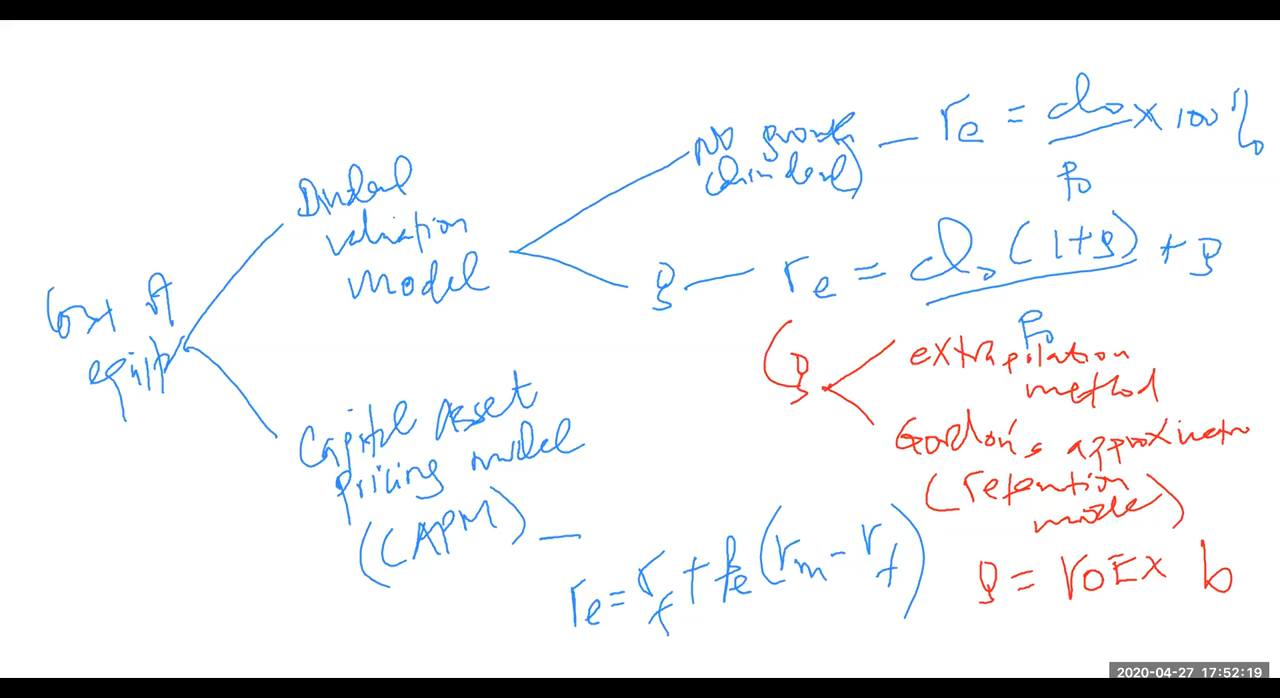 Cost of
equity
Dividend
valuation
model
No growth
(dividend)
— re = do/Po × 100%
g — re = do(1+g)/Po + g
(g
extrapilation
method
Gordon's approximatio
(retention
model)
g = roE x b
Capital Asset
pricing model
(CAPM) —
re = rf + βe(rm - rf)
2020-04-27 17:52:19